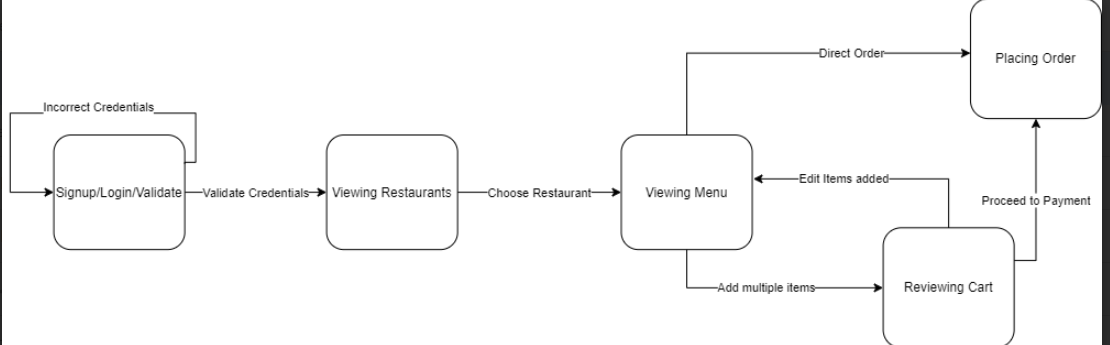 Direct Order
Placing Order
Incorrect Credentials
Signup/Login/Validate
Validate Credentials
Viewing Restaurants
Choose Restaurant
Viewing Menu
Edit Items added
Proceed to Payment
Add multiple items
Reviewing Cart